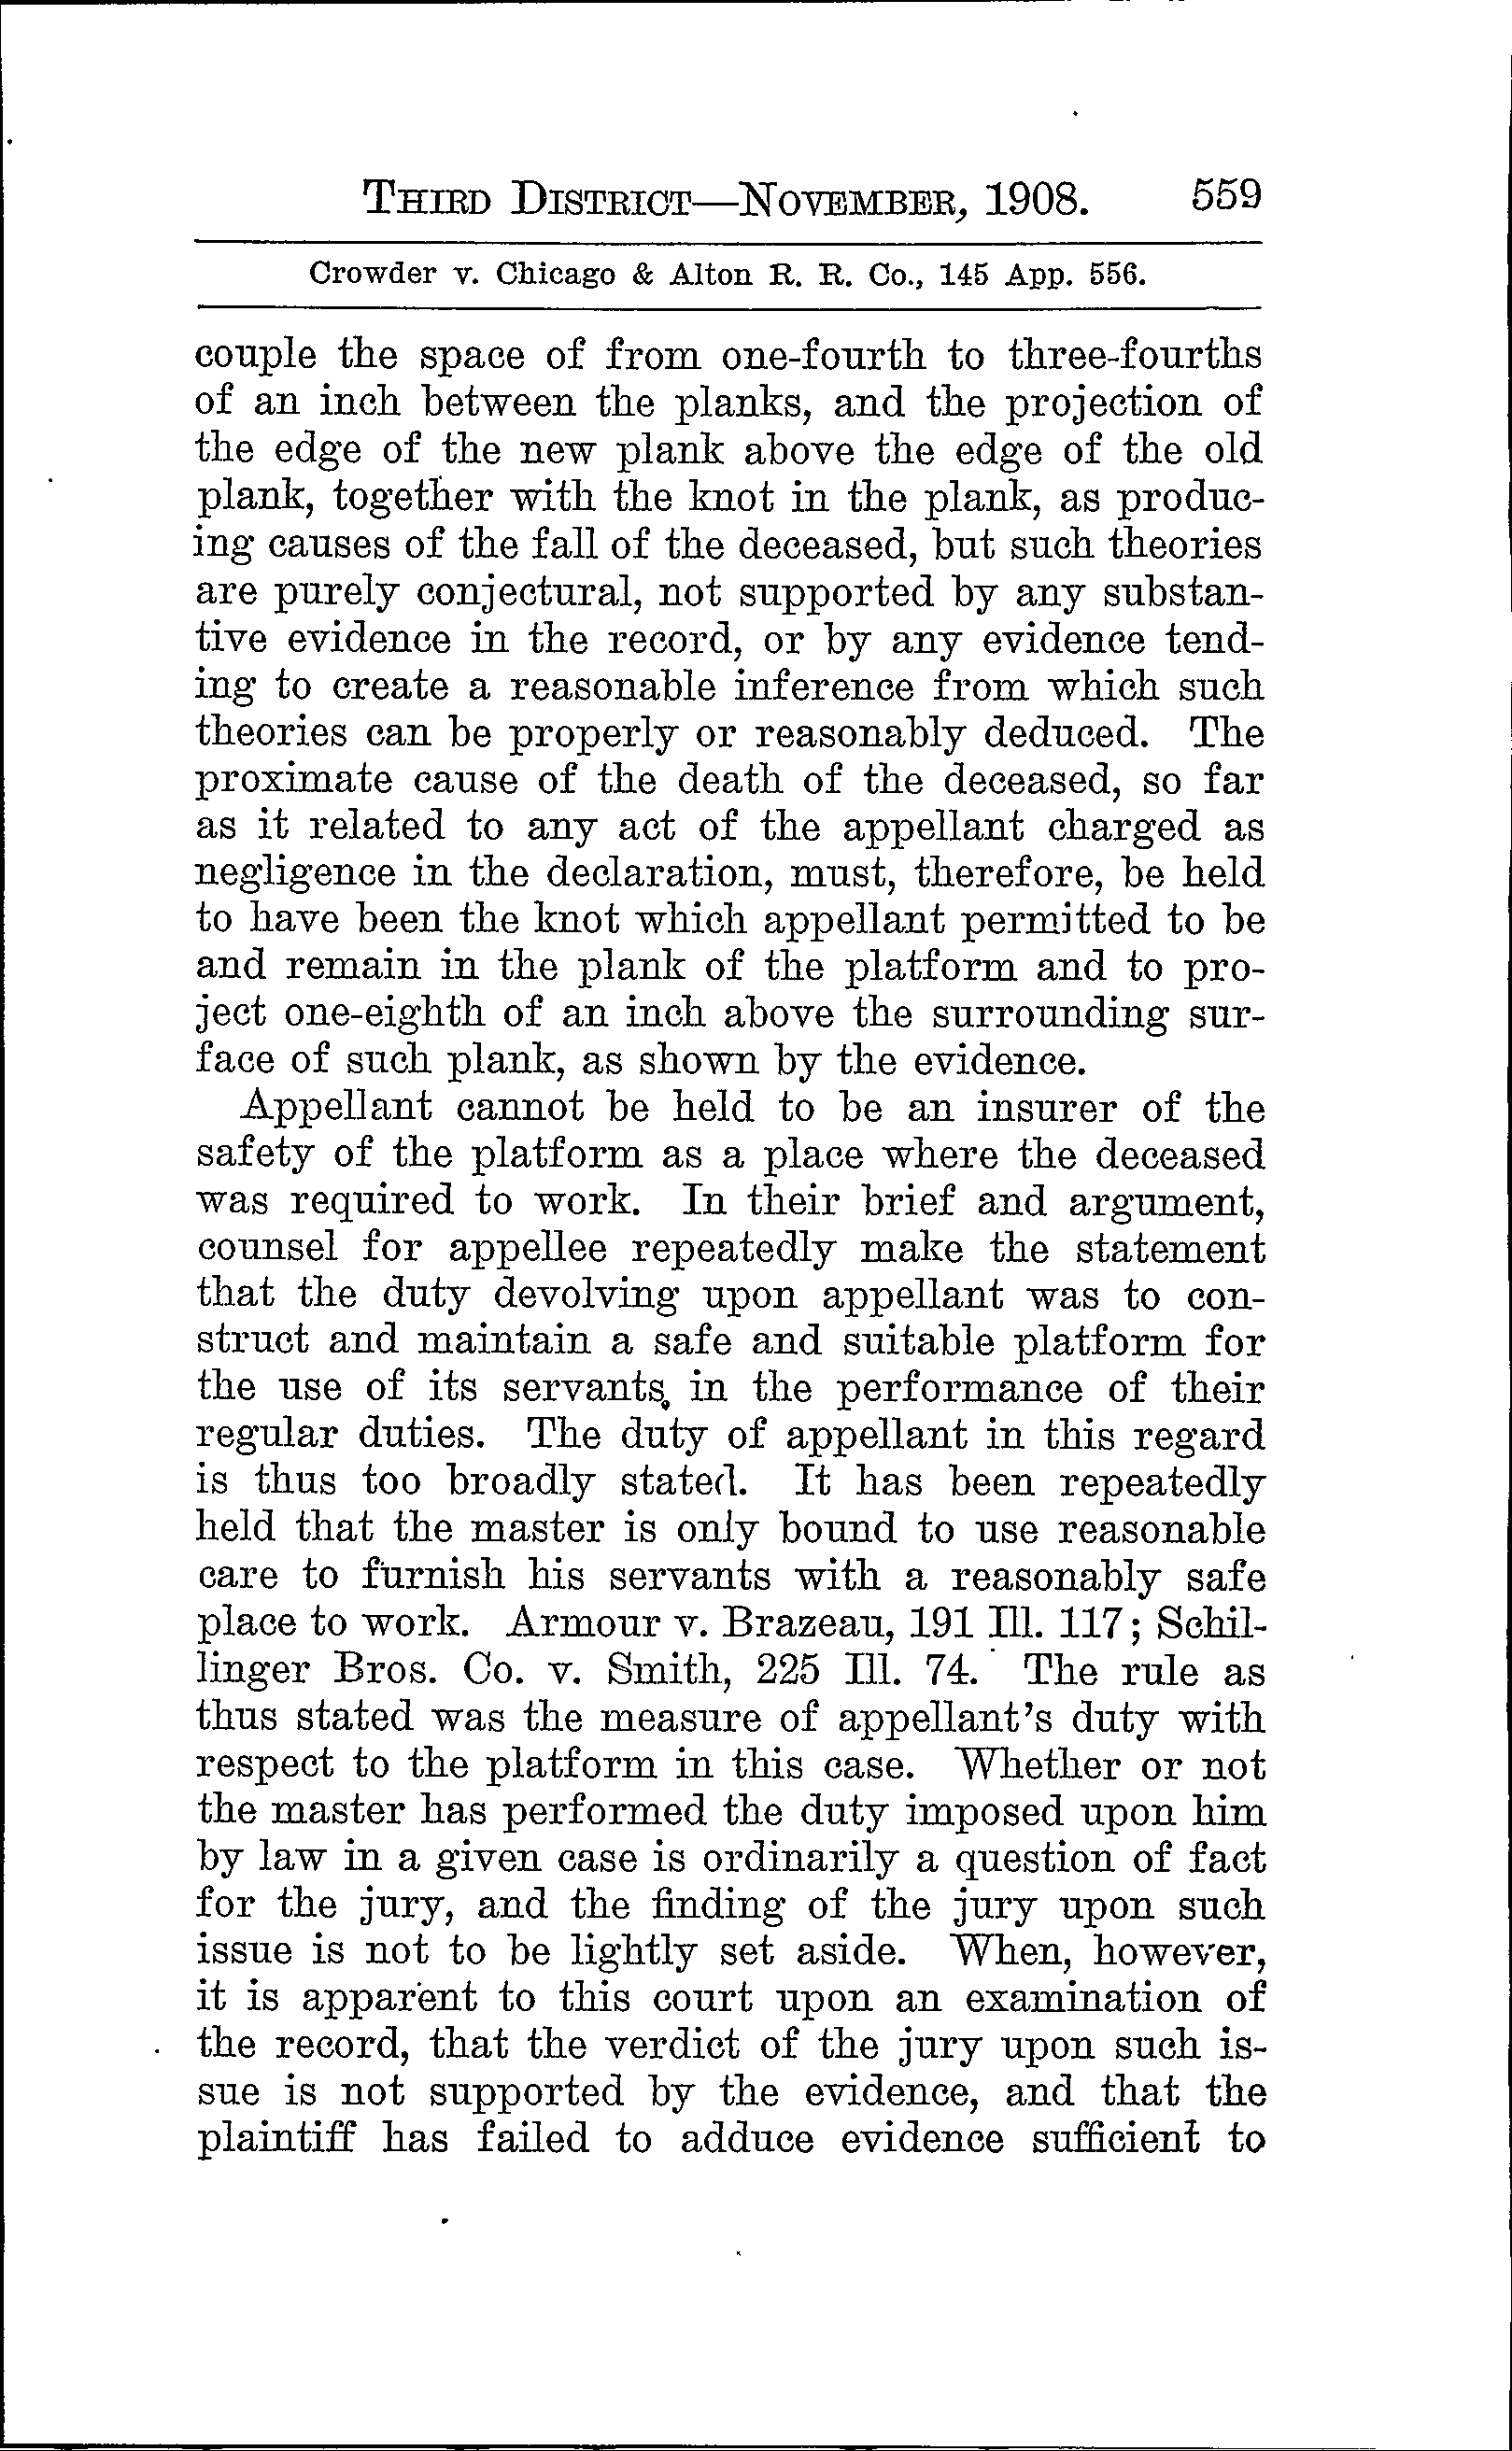 THIRD DISTRICT—NOVEMBER, 1908. 559
Crowder v. Chicago & Alton R. R. Co., 145 App. 556.
couple the space of from one-fourth to three-fourths
of an inch between the planks, and the projection of
the edge of the new plank above the edge of the old
plank, together with the knot in the plank, as produc-
ing causes of the fall of the deceased, but such theories
are purely conjectural, not supported by any substan-
tive evidence in the record, or by any evidence tend-
ing to create a reasonable inference from which such
theories can be properly or reasonably deduced. The
proximate cause of the death of the deceased, so far
as it related to any act of the appellant charged as
negligence in the declaration, must, therefore, be held
to have been the knot which appellant permitted to be
and remain in the plank of the platform and to pro-
ject one-eighth of an inch above the surrounding sur-
face of such plank, as shown by the evidence.
Appellant cannot be held to be an insurer of the
safety of the platform as a place where the deceased
was required to work. In their brief and argument,
counsel for appellee repeatedly make the statement
that the duty devolving upon appellant was to con-
struct and maintain a safe and suitable platform for
the use of its servants, in the performance of their
regular duties. The duty of appellant in this regard
is thus too broadly stated. It has been repeatedly
held that the master is only bound to use reasonable
care to furnish his servants with a reasonably safe
place to work. Armour v. Brazeau, 191 Ill. 117; Schil-
linger Bros. Co. v. Smith, 225 Ill. 74. The rule as
thus stated was the measure of appellant's duty with
respect to the platform in this case. Whether or not
the master has performed the duty imposed upon him
by law in a given case is ordinarily a question of fact
for the jury, and the finding of the jury upon such
issue is not to be lightly set aside. When, however,
it is apparent to this court upon an examination of
the record, that the verdict of the jury upon such is-
sue is not supported by the evidence, and that the
plaintiff has failed to adduce evidence sufficient to